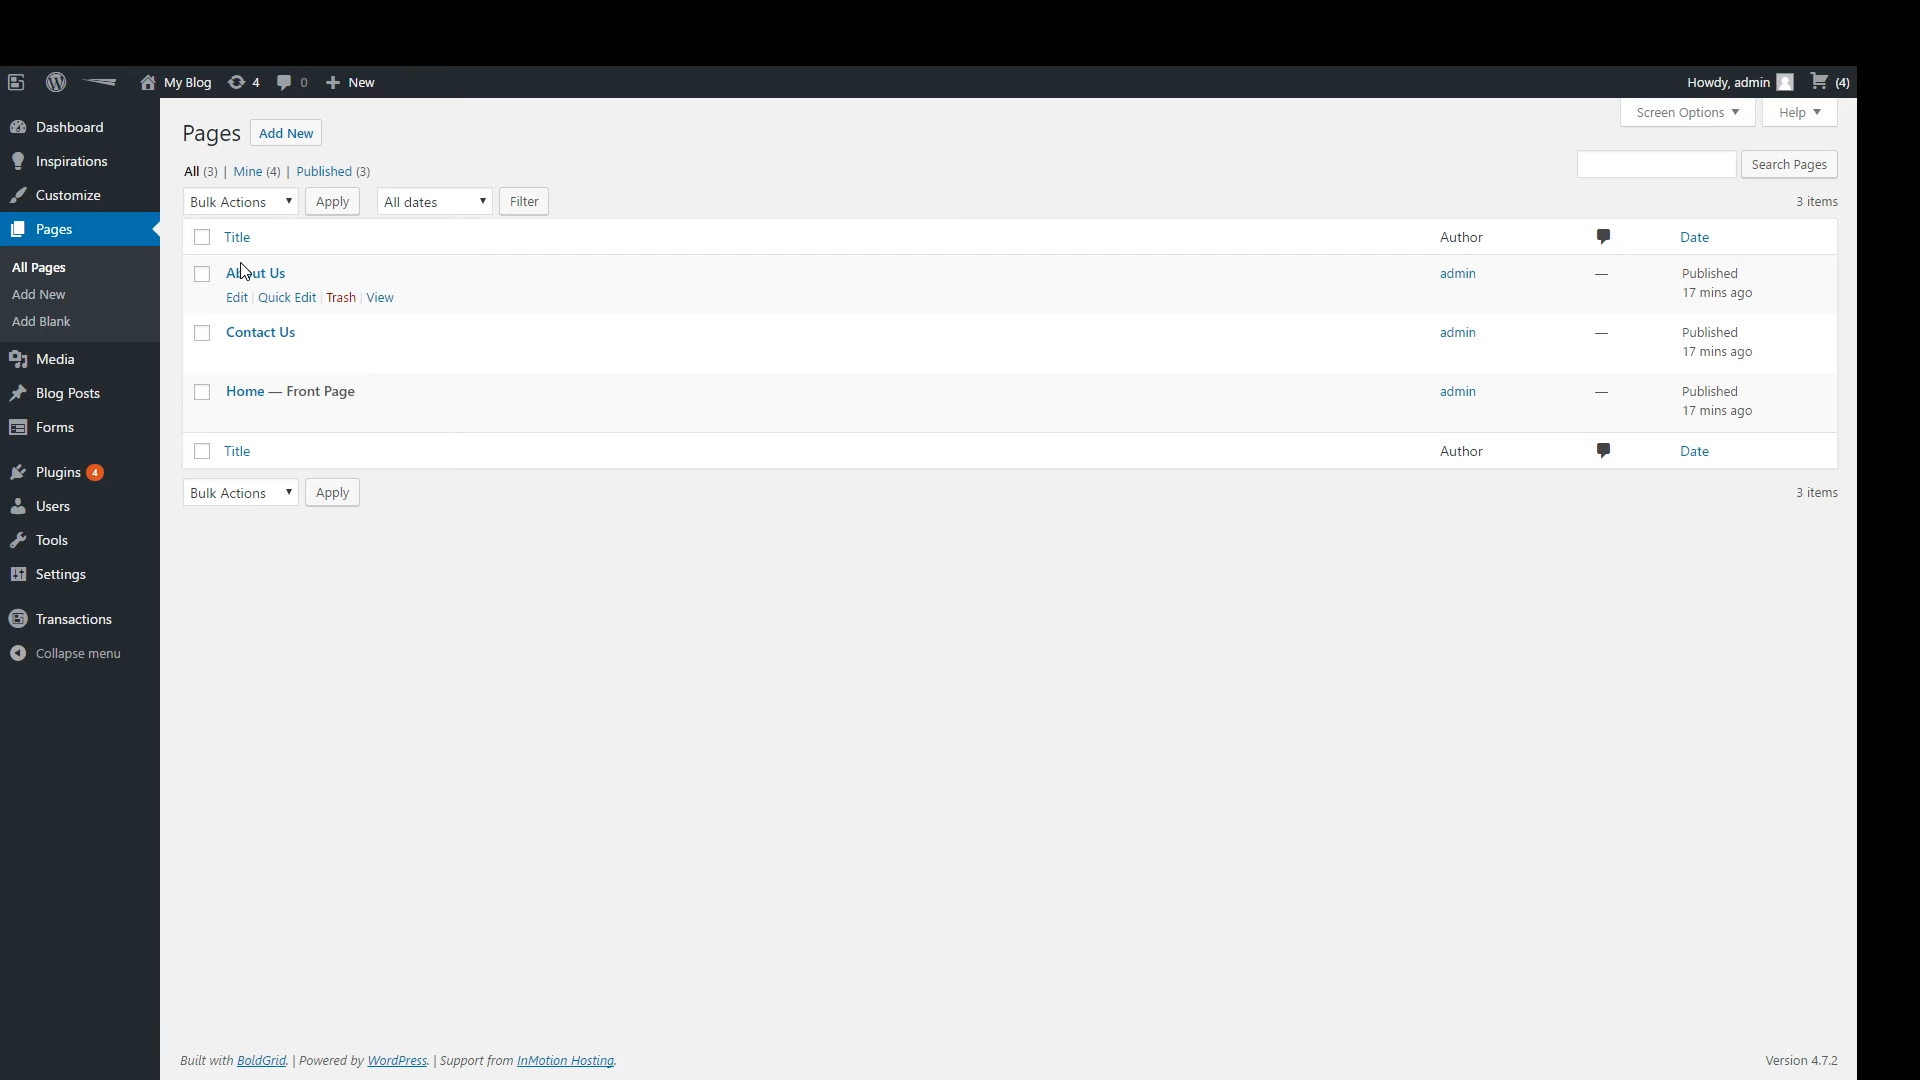 My Blog 4 0 New Howdy, admin (4)
Dashboard
Inspirations
Customize
Pages
All Pages
Add New
Add Blank
Media
Blog Posts
Forms
Plugins 4
Users
Tools
Settings
Transactions
Collapse menu
Screen Options Help
Pages Add New
All (3) | Mine (4) | Published (3)
Search Pages
Bulk Actions Apply All dates Filter 3 items
Title Author Date
About Us admin — Published
17 mins ago
Edit | Quick Edit | Trash | View
Contact Us admin — Published
17 mins ago
Home — Front Page admin — Published
17 mins ago
Title Author Date
Bulk Actions Apply 3 items
Built with BoldGrid. | Powered by WordPress. | Support from InMotion Hosting. Version 4.7.2